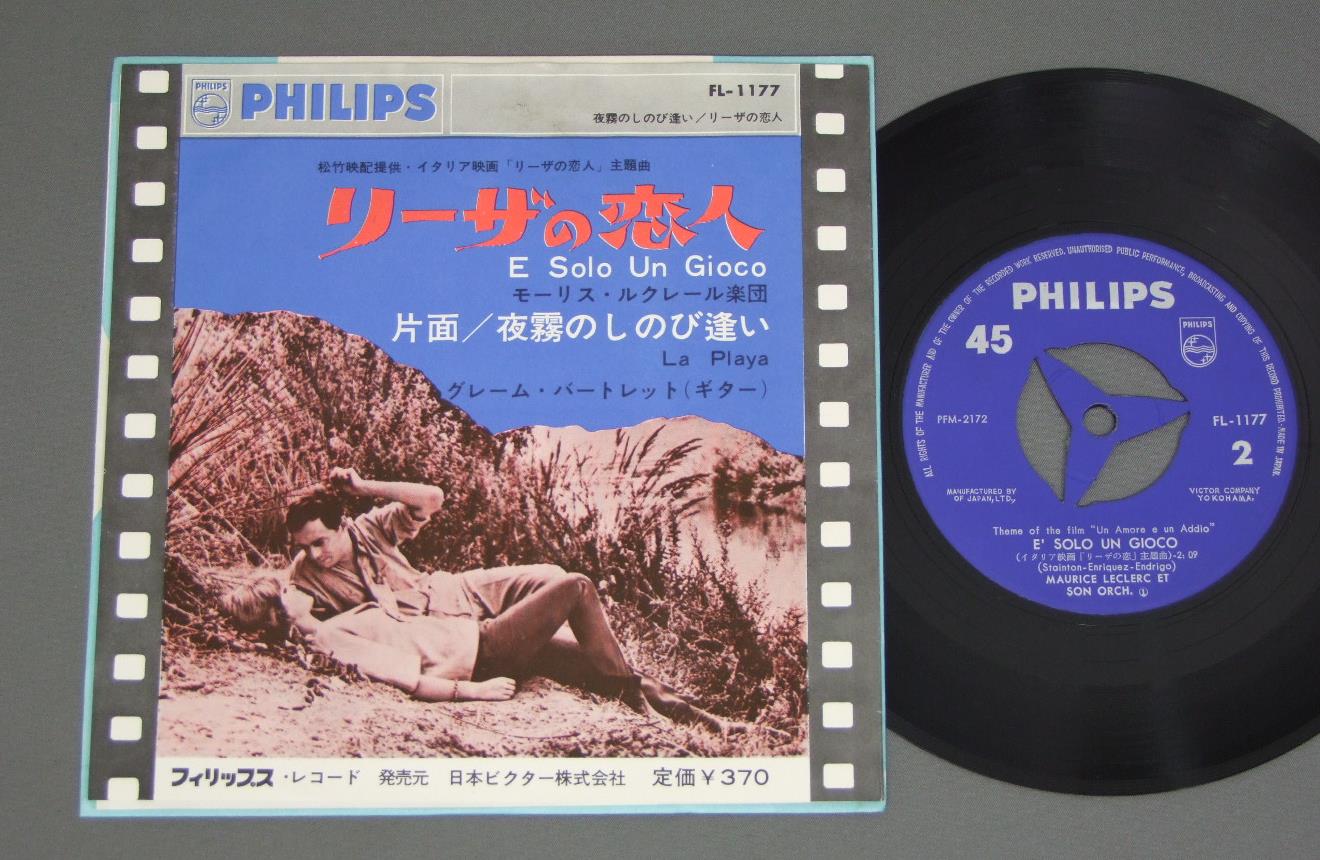 PHILIPS
PHILIPS
FL-1177
夜霧のしのび逢い／リーザの恋人
松竹映配提供・イタリア映画「リーザの恋人」主題曲
リーザの恋人
E Solo Un Gioco
モーリス・ルクレール楽団
片面／夜霧のしのび逢い
La Playa
グレーム・バートレット(ギター)
フィリップス・レコード 発売元 日本ビクター株式会社 定価￥370
ALL RIGHTS OF THE MANUFACTURER AND OF THE OWNER OF THE RECORDED WORK RESERVED. UNAUTHORISED PUBLIC PERFORMANCE, BROADCASTING AND COPYING OF THIS RECORD PROHIBITED. MADE IN JAPAN.
PHILIPS
45
PHILIPS
PFM-2172
FL-1177
2
MANUFACTURED BY VICTOR COMPANY
OF JAPAN, LTD., YOKOHAMA.
Theme of the film "Un Amore e un Addio"
E' SOLO UN GIOCO
(イタリア映画「リーザの恋」主題曲)-2:09
(Stainton-Enriquez-Endrigo)
MAURICE LECLERC ET
SON ORCH. Ⓛ